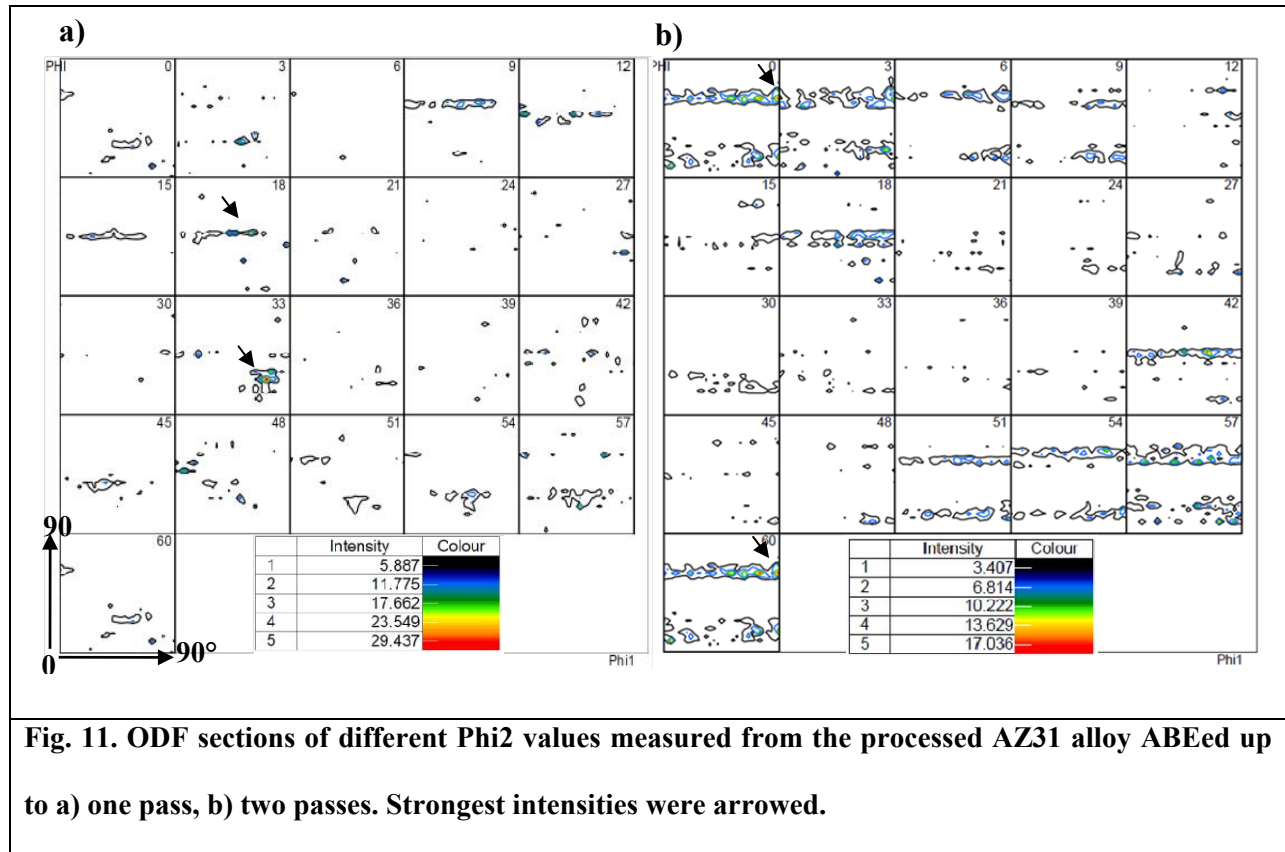 a)
b)
PHI 0 3 6 9 12
15 18 21 24 27
30 33 36 39 42
45 48 51 54 57
60
90
0
90°
Intensity Colour
1 5.887
2 11.775
3 17.662
4 23.549
5 29.437
Phi1
PHI 0 3 6 9 12
15 18 21 24 27
30 33 36 39 42
45 48 51 54 57
60
Intensity Colour
1 3.407
2 6.814
3 10.222
4 13.629
5 17.036
Phi1
Fig. 11. ODF sections of different Phi2 values measured from the processed AZ31 alloy ABEed up
to a) one pass, b) two passes. Strongest intensities were arrowed.